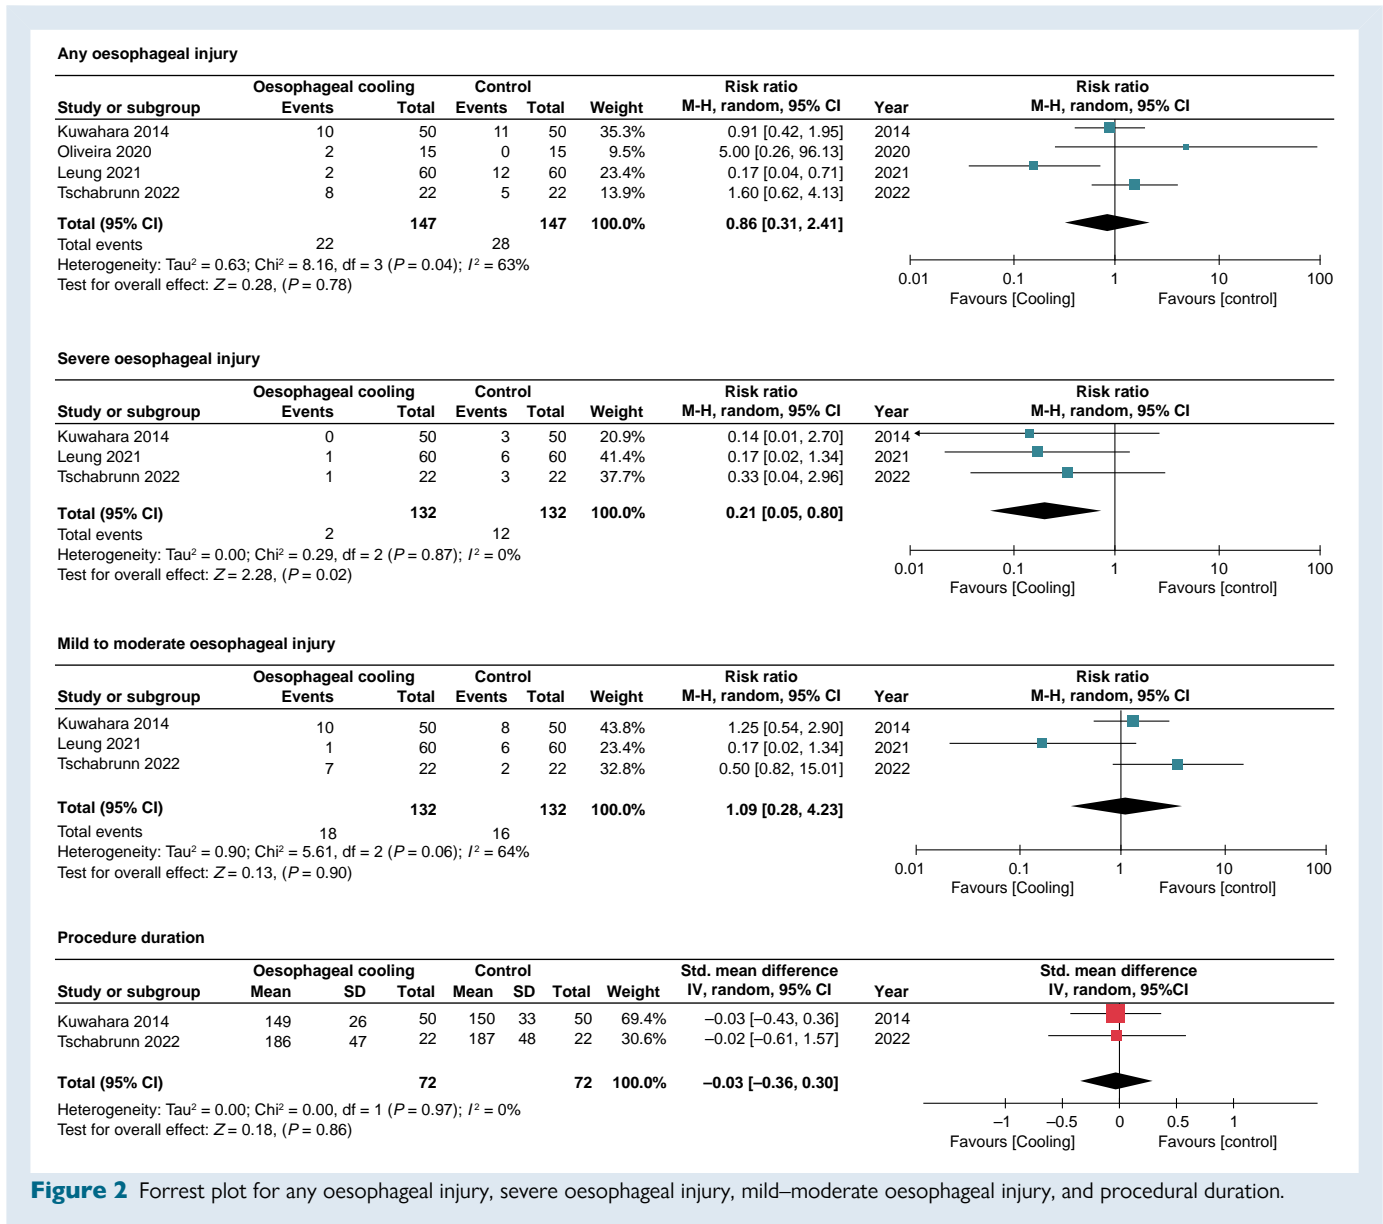 Any oesophageal injury
Oesophageal cooling Control Risk ratio Risk ratio
Study or subgroup Events Total Events Total Weight M-H, random, 95% CI Year M-H, random, 95% CI
Kuwahara 2014 10 50 11 50 35.3% 0.91 [0.42, 1.95] 2014
Oliveira 2020 2 15 0 15 9.5% 5.00 [0.26, 96.13] 2020
Leung 2021 2 60 12 60 23.4% 0.17 [0.04, 0.71] 2021
Tschabrunn 2022 8 22 5 22 13.9% 1.60 [0.62, 4.13] 2022
Total (95% CI) 147 147 100.0% 0.86 [0.31, 2.41]
Total events 22 28
Heterogeneity: Tau² = 0.63; Chi² = 8.16, df = 3 (P = 0.04); I² = 63%
Test for overall effect: Z = 0.28, (P = 0.78)
0.01 0.1 1 10 100
Favours [Cooling] Favours [control]
Severe oesophageal injury
Oesophageal cooling Control Risk ratio Risk ratio
Study or subgroup Events Total Events Total Weight M-H, random, 95% CI Year M-H, random, 95% CI
Kuwahara 2014 0 50 3 50 20.9% 0.14 [0.01, 2.70] 2014
Leung 2021 1 60 6 60 41.4% 0.17 [0.02, 1.34] 2021
Tschabrunn 2022 1 22 3 22 37.7% 0.33 [0.04, 2.96] 2022
Total (95% CI) 132 132 100.0% 0.21 [0.05, 0.80]
Total events 2 12
Heterogeneity: Tau² = 0.00; Chi² = 0.29, df = 2 (P = 0.87); I² = 0%
Test for overall effect: Z = 2.28, (P = 0.02)
0.01 0.1 1 10 100
Favours [Cooling] Favours [control]
Mild to moderate oesophageal injury
Oesophageal cooling Control Risk ratio Risk ratio
Study or subgroup Events Total Events Total Weight M-H, random, 95% CI Year M-H, random, 95% CI
Kuwahara 2014 10 50 8 50 43.8% 1.25 [0.54, 2.90] 2014
Leung 2021 1 60 6 60 23.4% 0.17 [0.02, 1.34] 2021
Tschabrunn 2022 7 22 2 22 32.8% 0.50 [0.82, 15.01] 2022
Total (95% CI) 132 132 100.0% 1.09 [0.28, 4.23]
Total events 18 16
Heterogeneity: Tau² = 0.90; Chi² = 5.61, df = 2 (P = 0.06); I² = 64%
Test for overall effect: Z = 0.13, (P = 0.90)
0.01 0.1 1 10 100
Favours [Cooling] Favours [control]
Procedure duration
Oesophageal cooling Control Std. mean difference Std. mean difference
Study or subgroup Mean SD Total Mean SD Total Weight IV, random, 95% CI Year IV, random, 95%CI
Kuwahara 2014 149 26 50 150 33 50 69.4% –0.03 [–0.43, 0.36] 2014
Tschabrunn 2022 186 47 22 187 48 22 30.6% –0.02 [–0.61, 1.57] 2022
Total (95% CI) 72 72 100.0% –0.03 [–0.36, 0.30]
Heterogeneity: Tau² = 0.00; Chi² = 0.00, df = 1 (P = 0.97); I² = 0%
Test for overall effect: Z = 0.18, (P = 0.86)
–1 –0.5 0 0.5 1
Favours [Cooling] Favours [control]
Figure 2 Forrest plot for any oesophageal injury, severe oesophageal injury, mild–moderate oesophageal injury, and procedural duration.